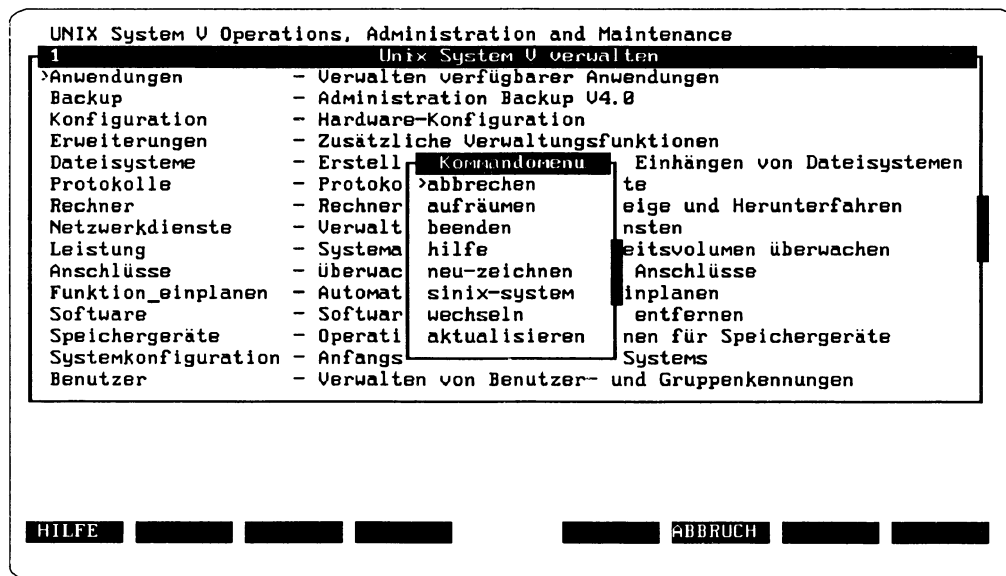 UNIX System V Operations, Administration and Maintenance
1 Unix System V verwalten
>Anwendungen - Verwalten verfügbarer Anwendungen
Backup - Administration Backup V4.0
Konfiguration - Hardware-Konfiguration
Erweiterungen - Zusätzliche Verwaltungsfunktionen
Dateisysteme - Erstell Kommandomenu Einhängen von Dateisystemen
Protokolle - Protoko >abbrechen te
Rechner - Rechner aufräumen eige und Herunterfahren
Netzwerkdienste - Verwalt beenden nsten
Leistung - Systema hilfe eitsvolumen überwachen
Anschlüsse - überwac neu-zeichnen Anschlüsse
Funktion_einplanen - Automat sinix-system inplanen
Software - Softwar wechseln entfernen
Speichergeräte - Operati aktualisieren nen für Speichergeräte
Systemkonfiguration - Anfangs Systems
Benutzer - Verwalten von Benutzer- und Gruppenkennungen
HILFE ABBRUCH